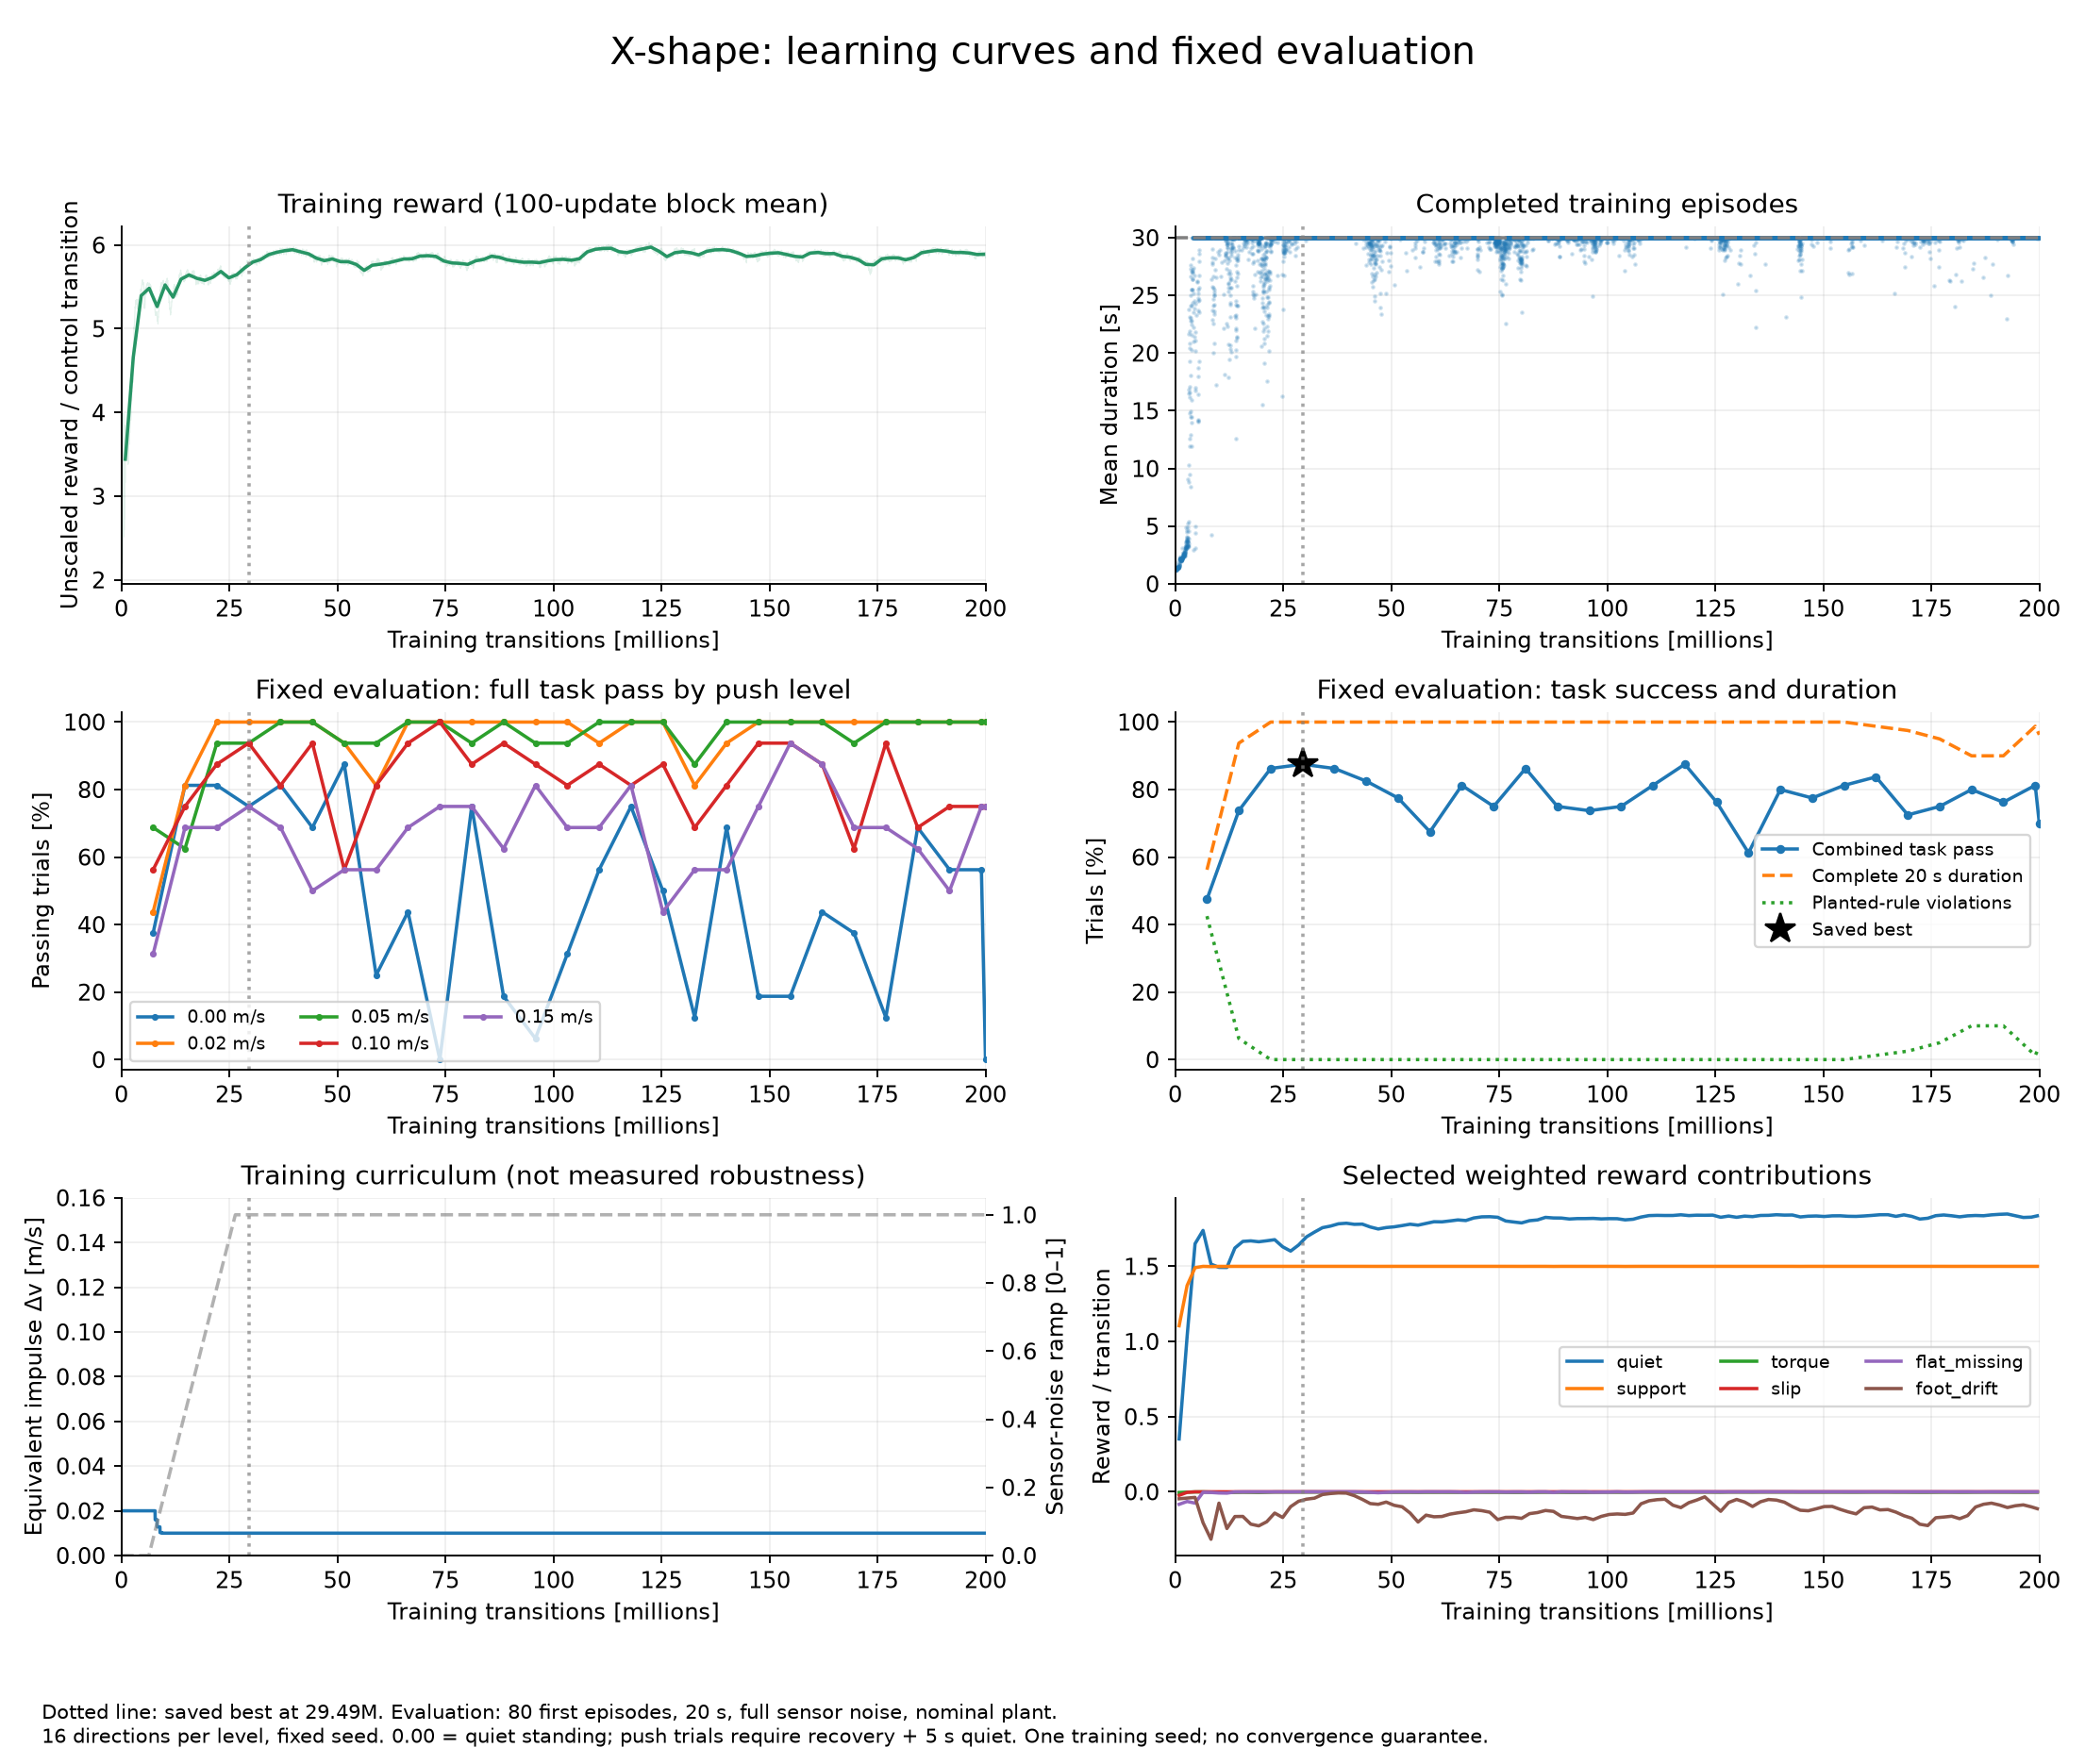 X-shape: learning curves and fixed evaluation
Training reward (100-update block mean)
Unscaled reward / control transition
6
5
4
3
2
0 25 50 75 100 125 150 175 200
Training transitions [millions]
Completed training episodes
Mean duration [s]
30
25
20
15
10
5
0
0 25 50 75 100 125 150 175 200
Training transitions [millions]
Fixed evaluation: full task pass by push level
Passing trials [%]
100
80
60
40
20
0
0.00 m/s 0.05 m/s 0.15 m/s
0.02 m/s 0.10 m/s
0 25 50 75 100 125 150 175 200
Training transitions [millions]
Fixed evaluation: task success and duration
Trials [%]
100
80
60
40
20
0
Combined task pass
Complete 20 s duration
Planted-rule violations
Saved best
0 25 50 75 100 125 150 175 200
Training transitions [millions]
Training curriculum (not measured robustness)
Equivalent impulse Δv [m/s]
0.16
0.14
0.12
0.10
0.08
0.06
0.04
0.02
0.00
1.0
0.8
0.6
0.4
0.2
0.0
Sensor-noise ramp [0–1]
0 25 50 75 100 125 150 175 200
Training transitions [millions]
Selected weighted reward contributions
Reward / transition
1.5
1.0
0.5
0.0
quiet torque flat_missing
support slip foot_drift
0 25 50 75 100 125 150 175 200
Training transitions [millions]
Dotted line: saved best at 29.49M. Evaluation: 80 first episodes, 20 s, full sensor noise, nominal plant.
16 directions per level, fixed seed. 0.00 = quiet standing; push trials require recovery + 5 s quiet. One training seed; no convergence guarantee.